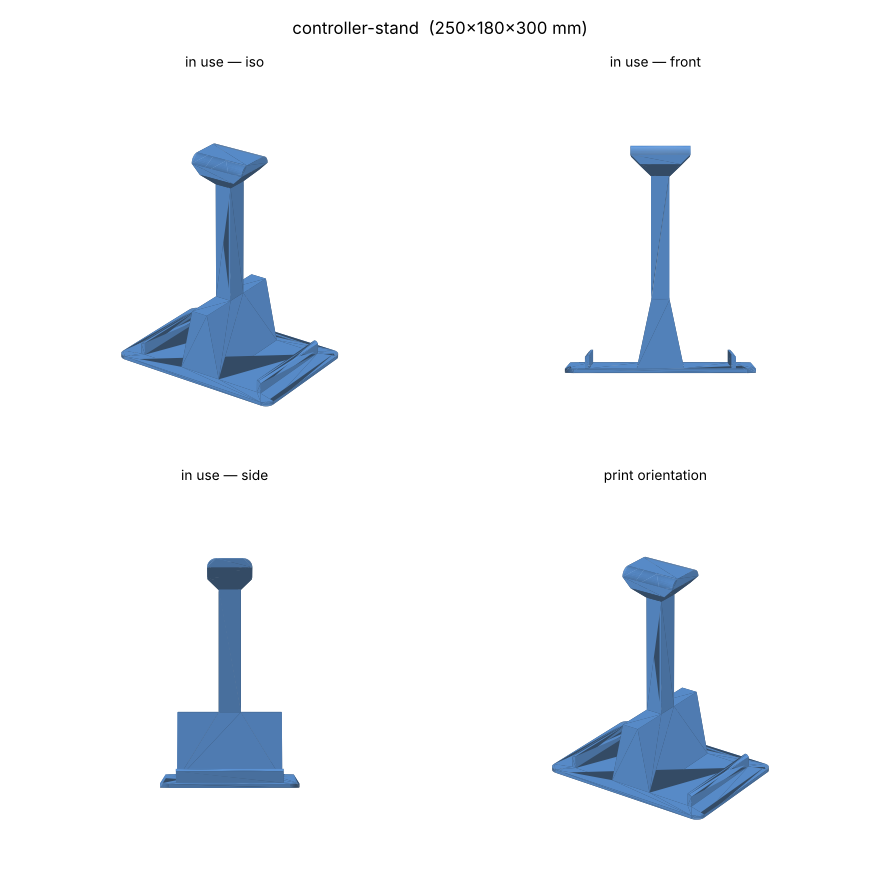 controller-stand (250×180×300 mm)
in use — iso
in use — front
in use — side
print orientation